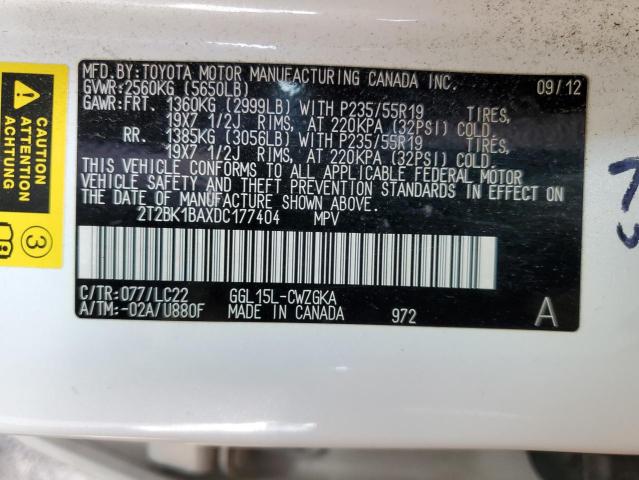 MFD.BY:TOYOTA MOTOR MANUFACTURING CANADA INC. 09/12
GVWR:2560KG (5650LB)
GAWR:FRT. 1360KG (2999LB) WITH P235/55R19 TIRES,
19X7 1/2J RIMS, AT 220KPA (32PSI) COLD.
RR. 1385KG (3056LB) WITH P235/55R19 TIRES,
19X7 1/2J RIMS, AT 220KPA (32PSI) COLD.
THIS VEHICLE CONFORMS TO ALL APPLICABLE FEDERAL MOTOR
VEHICLE SAFETY AND THEFT PREVENTION STANDARDS IN EFFECT ON
THE DATE OF MANUFACTURE SHOWN ABOVE.
2T2BK1BAXDC177404 MPV
C/TR:077/LC22 GGL15L-CWZGKA
A/TM:-02A/U880F MADE IN CANADA 972 A
ATTENTION
ACHTUNG
3